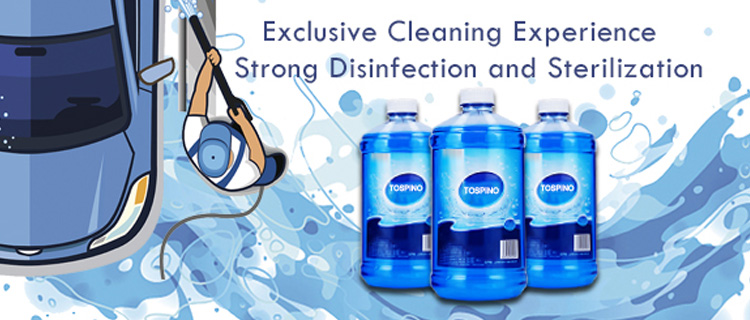 Exclusive Cleaning Experience
Strong Disinfection and Sterilization
TOSPINO
TOSPINO
TOSPINO